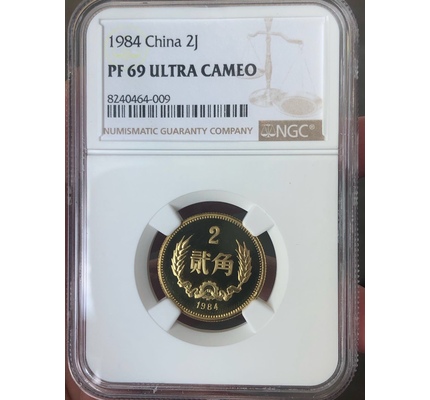 1984 China 2J
PF 69 ULTRA CAMEO
8240464-009
NUMISMATIC GUARANTY COMPANY
NGC®
2
贰角
1984